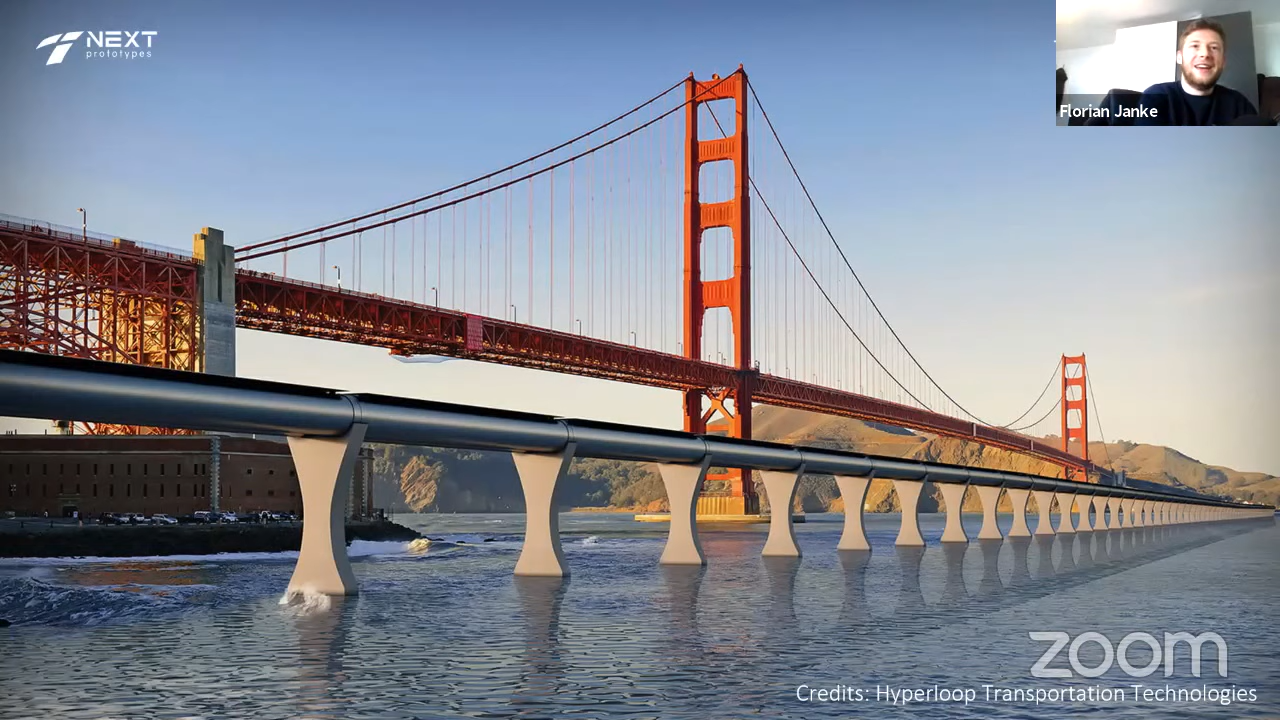 NEXT
prototypes
Florian Janke
zoom
Credits: Hyperloop Transportation Technologies